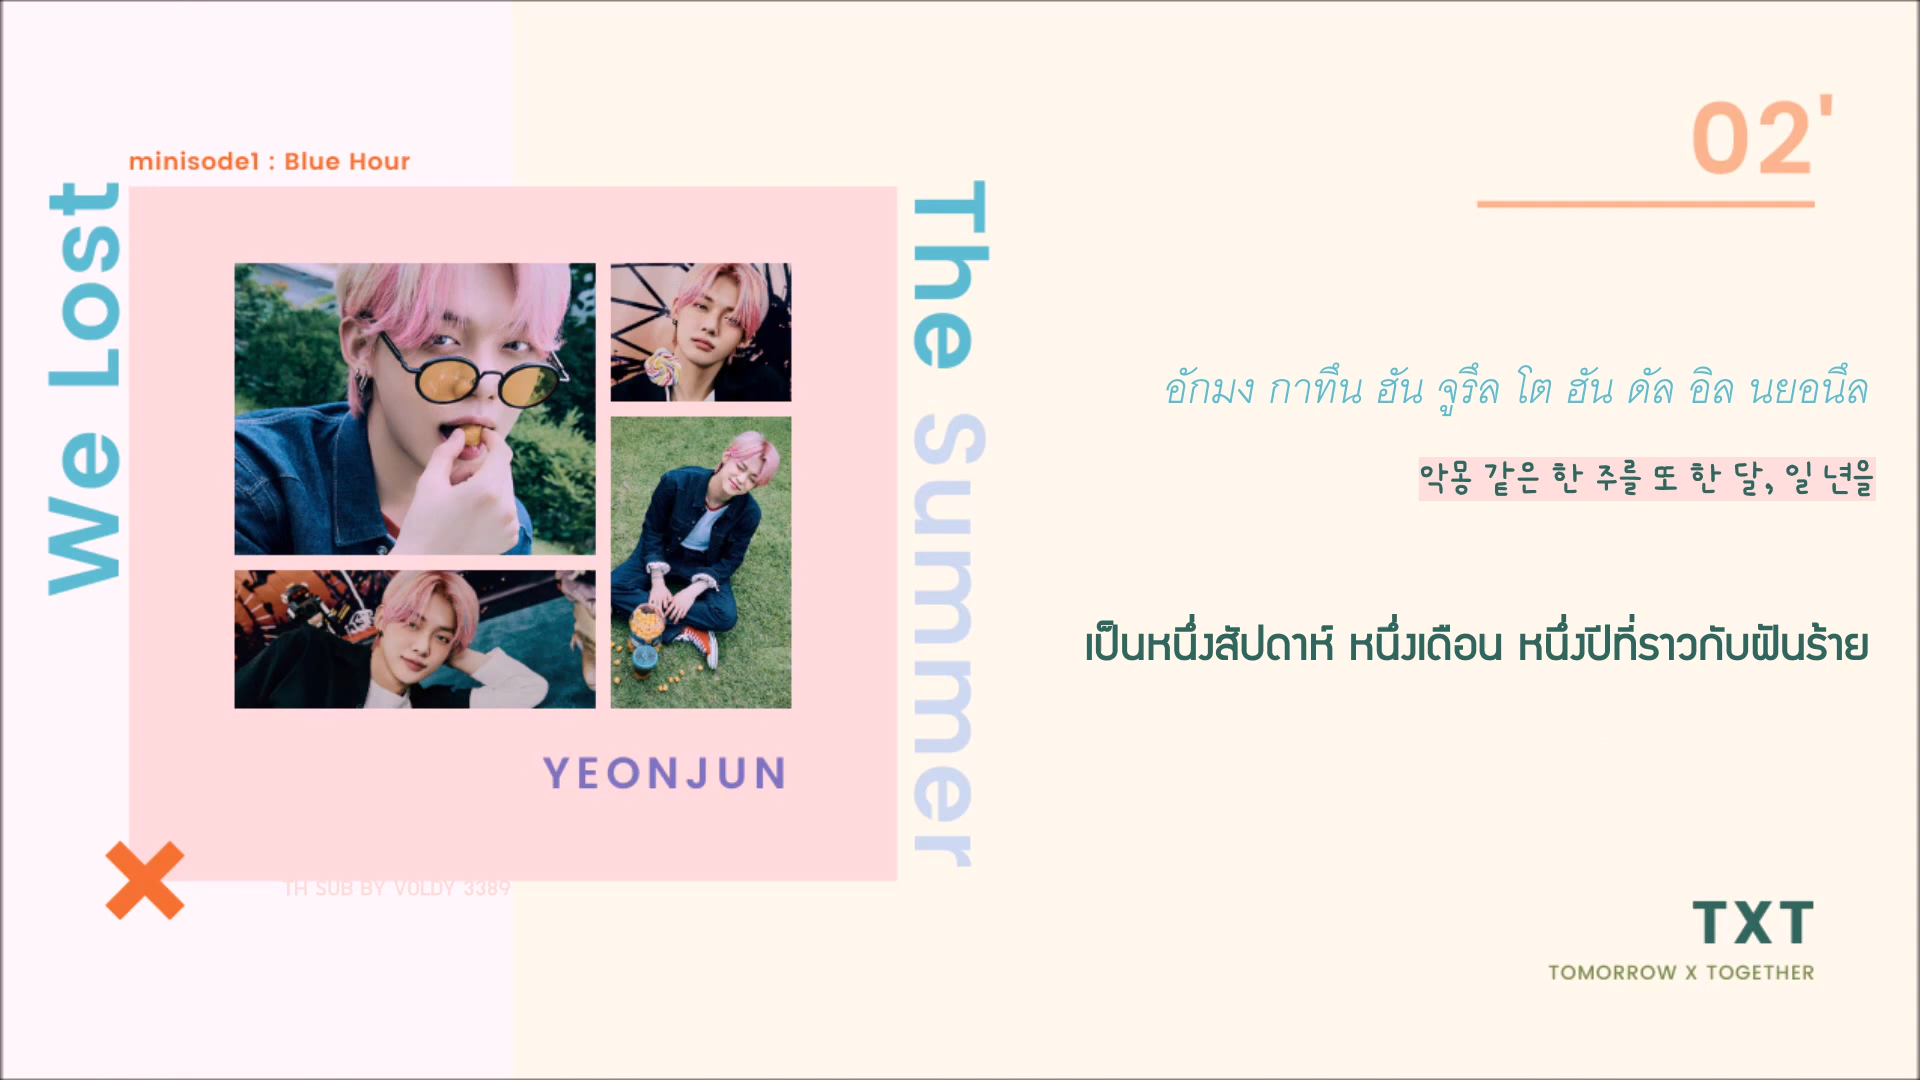 minisode1 : Blue Hour
We Lost
The Summer
02'
อักมง กาทึน ฮัน จูรึล โต ฮัน ดัล อิล นยอนึล
악몽 같은 한 주를 또 한 달, 일 년을
เป็นหนึ่งสัปดาห์ หนึ่งเดือน หนึ่งปีที่ราวกับฝันร้าย
YEONJUN
TH SUB BY VOLDY 3389
TXT
TOMORROW X TOGETHER